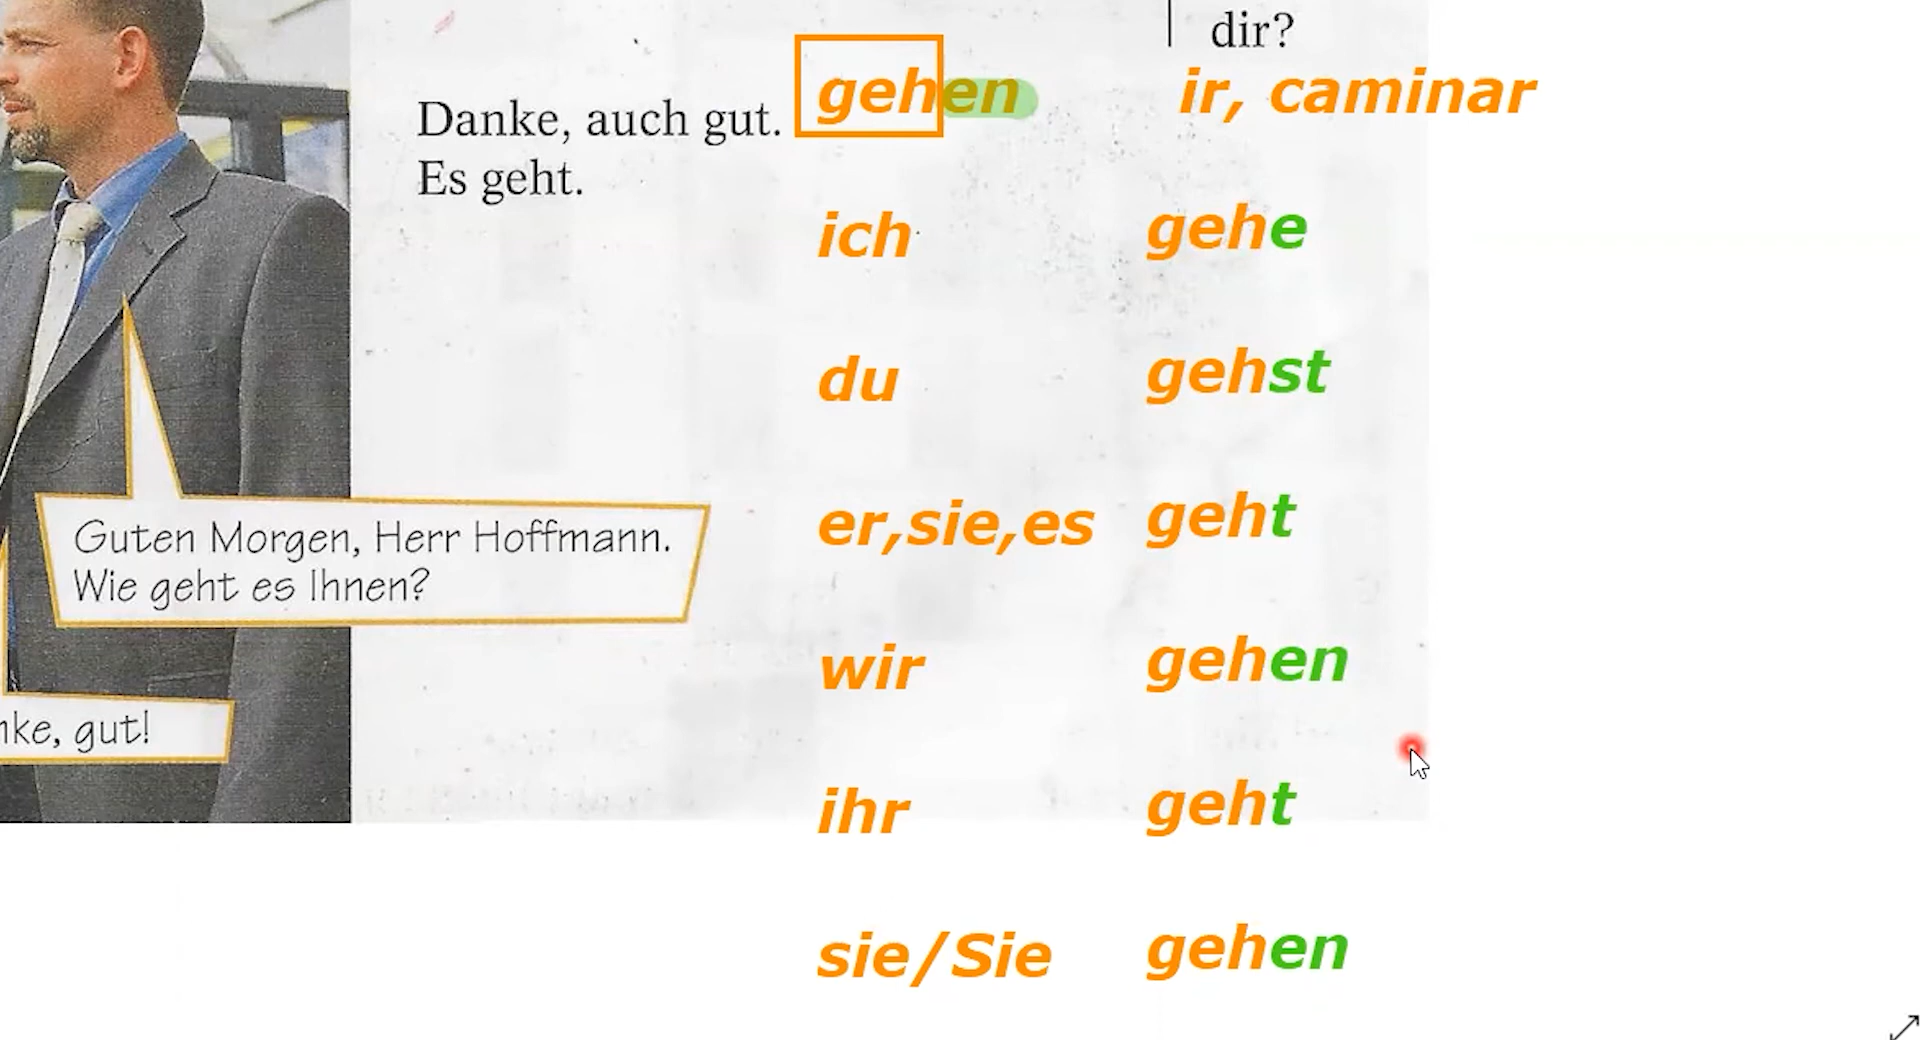 dir?
gehen ir, caminar
Danke, auch gut.
Es geht.
ich gehe
du gehst
er,sie,es geht
Guten Morgen, Herr Hoffmann.
Wie geht es Ihnen?
wir gehen
gut!
ihr geht
sie/Sie gehen